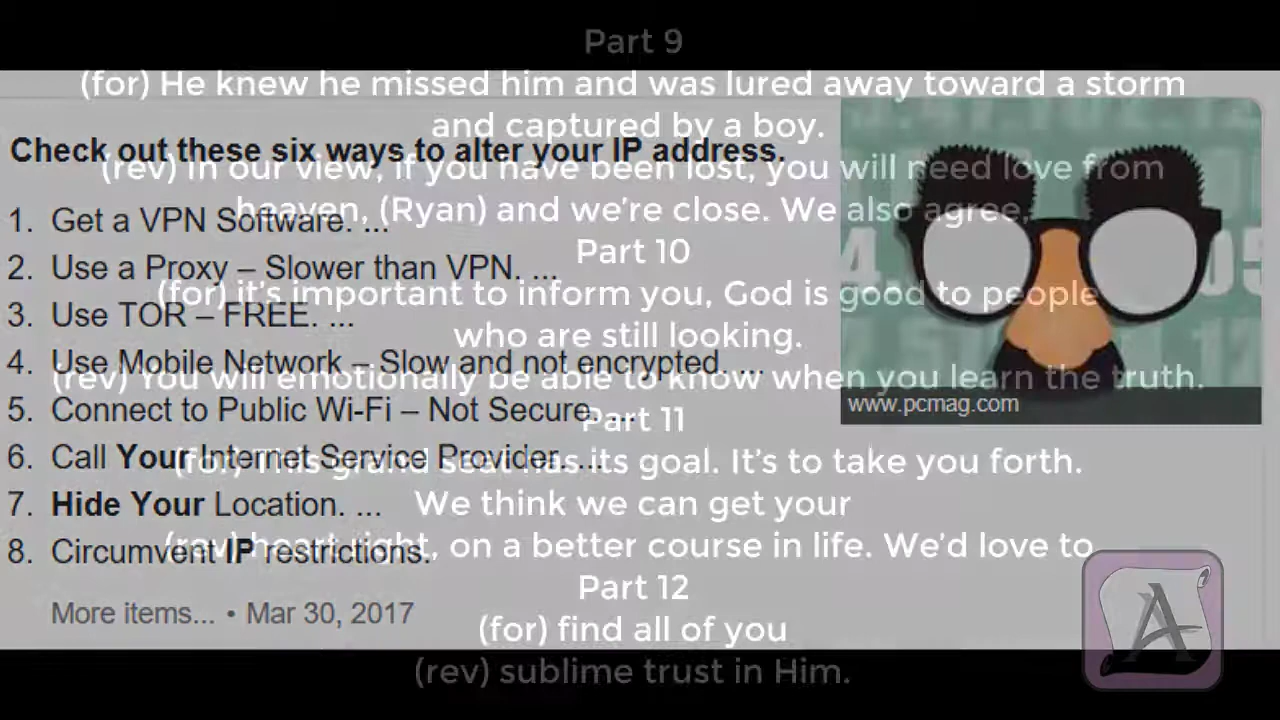 Part 9
(for) He knew he missed him and was lured away toward a storm
and captured by a boy.
(rev) In our view, if you have been lost, you will need love from
heaven, (Ryan) and we're close. We also agree,
Part 10
(for) it's important to inform you, God is good to people
who are still looking.
(rev) You will emotionally be able to know when you learn the truth.
Part 11
(for) This grand seat has its goal. It's to take you forth.
We think we can get your
(rev) heart right, on a better course in life. We'd love to
Part 12
(for) find all of you
(rev) sublime trust in Him.
Check out these six ways to alter your IP address.
1. Get a VPN Software. ...
2. Use a Proxy – Slower than VPN. ...
3. Use TOR – FREE. ...
4. Use Mobile Network – Slow and not encrypted. ...
5. Connect to Public Wi-Fi – Not Secure. ...
6. Call Your Internet Service Provider. ...
7. Hide Your Location. ...
8. Circumvent IP restrictions.
More items... • Mar 30, 2017
www.pcmag.com
A